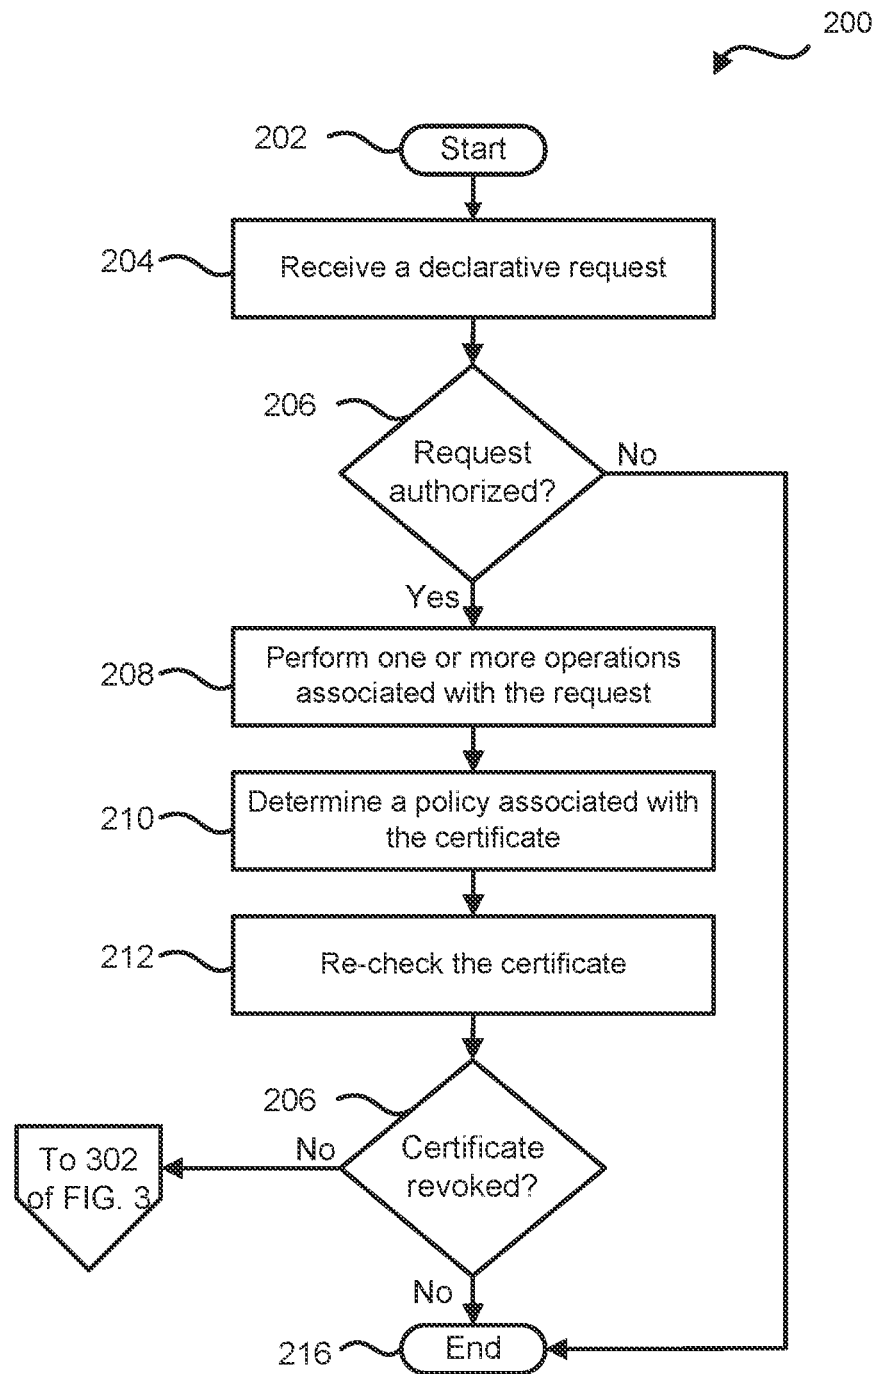 200
202
Start
204
Receive a declarative request
206
Request
authorized?
No
Yes
208
Perform one or more operations
associated with the request
210
Determine a policy associated with
the certificate
212
Re-check the certificate
206
Certificate
revoked?
No
To 302
of FIG. 3
No
216
End